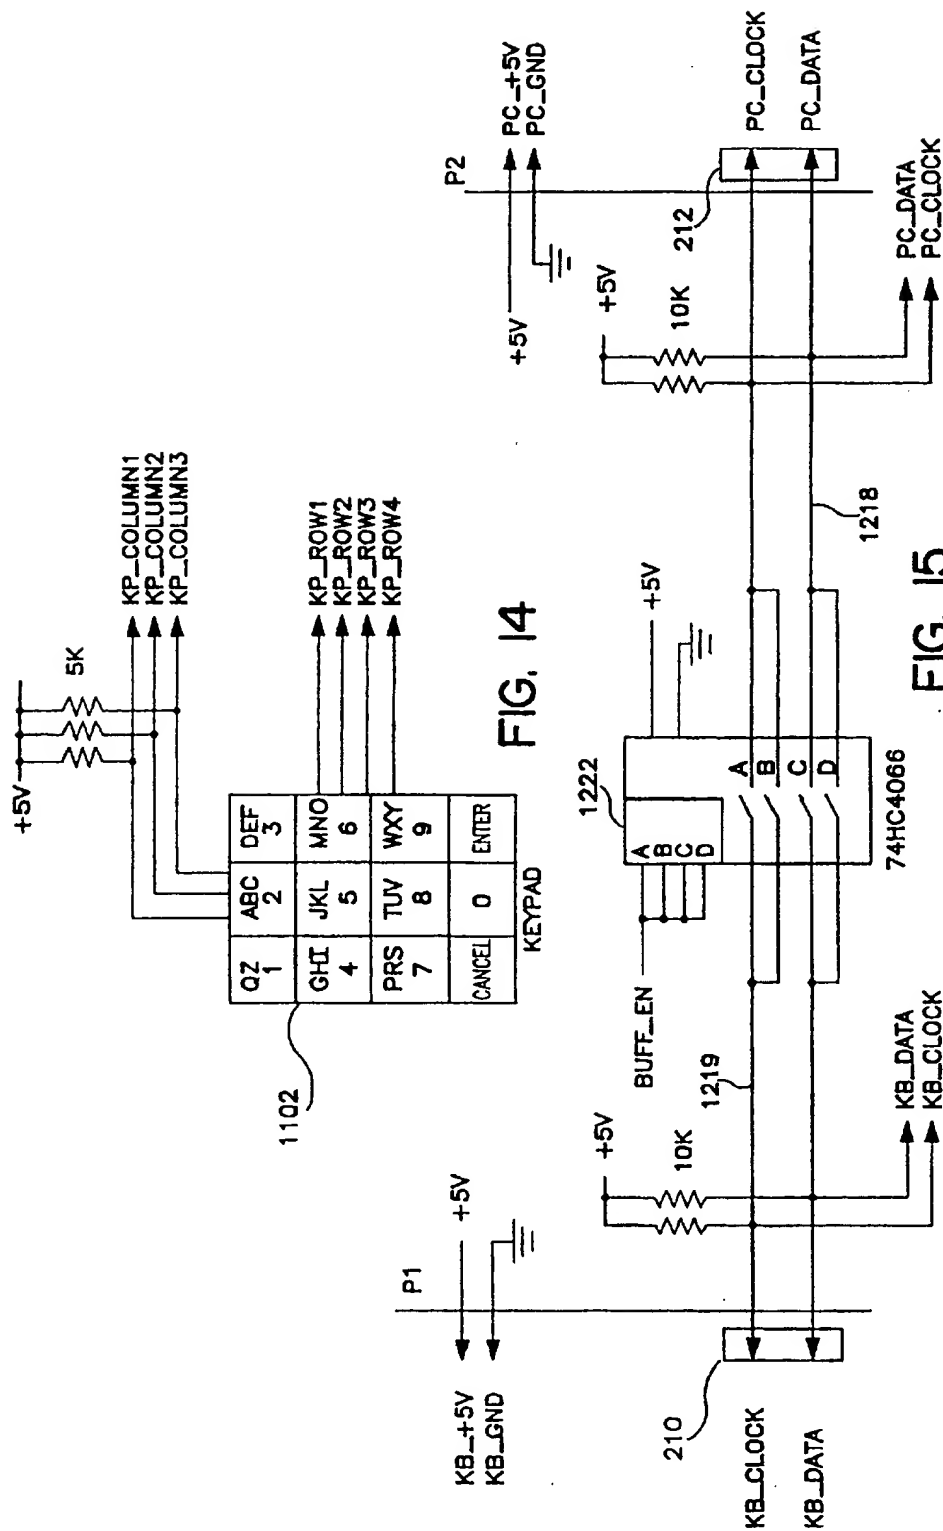 +5V
5K
KP_COLUMN1
KP_COLUMN2
KP_COLUMN3
QZ
1
ABC
2
DEF
3
GHI
4
JKL
5
MNO
6
PRS
7
TUV
8
WXY
9
CANCEL
0
ENTER
KEYPAD
1102
KP_ROW1
KP_ROW2
KP_ROW3
KP_ROW4
FIG. 14
P1
KB_+5V
+5V
KB_GND
210
KB_CLOCK
KB_DATA
+5V
10K
KB_DATA
KB_CLOCK
1219
BUFF_EN
1222
A
B
C
D
A
B
C
D
74HC4066
+5V
1218
+5V
10K
PC_DATA
PC_CLOCK
212
P2
+5V
PC_+5V
PC_GND
PC_CLOCK
PC_DATA
FIG. 15